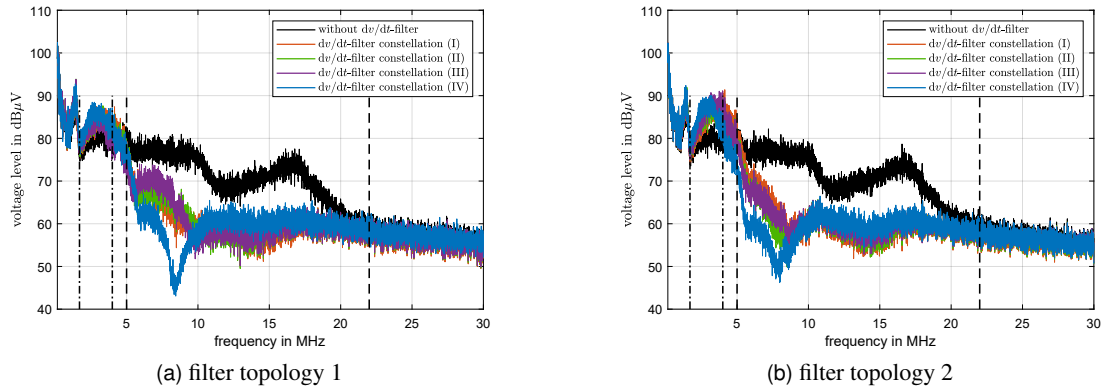 110
100
90
80
70
60
50
40
voltage level in dBµV
without dv/dt-filter
dv/dt-filter constellation (I)
dv/dt-filter constellation (II)
dv/dt-filter constellation (III)
dv/dt-filter constellation (IV)
5 10 15 20 25 30
frequency in MHz
(a) filter topology 1
110
100
90
80
70
60
50
40
voltage level in dBµV
without dv/dt-filter
dv/dt-filter constellation (I)
dv/dt-filter constellation (II)
dv/dt-filter constellation (III)
dv/dt-filter constellation (IV)
5 10 15 20 25 30
frequency in MHz
(b) filter topology 2